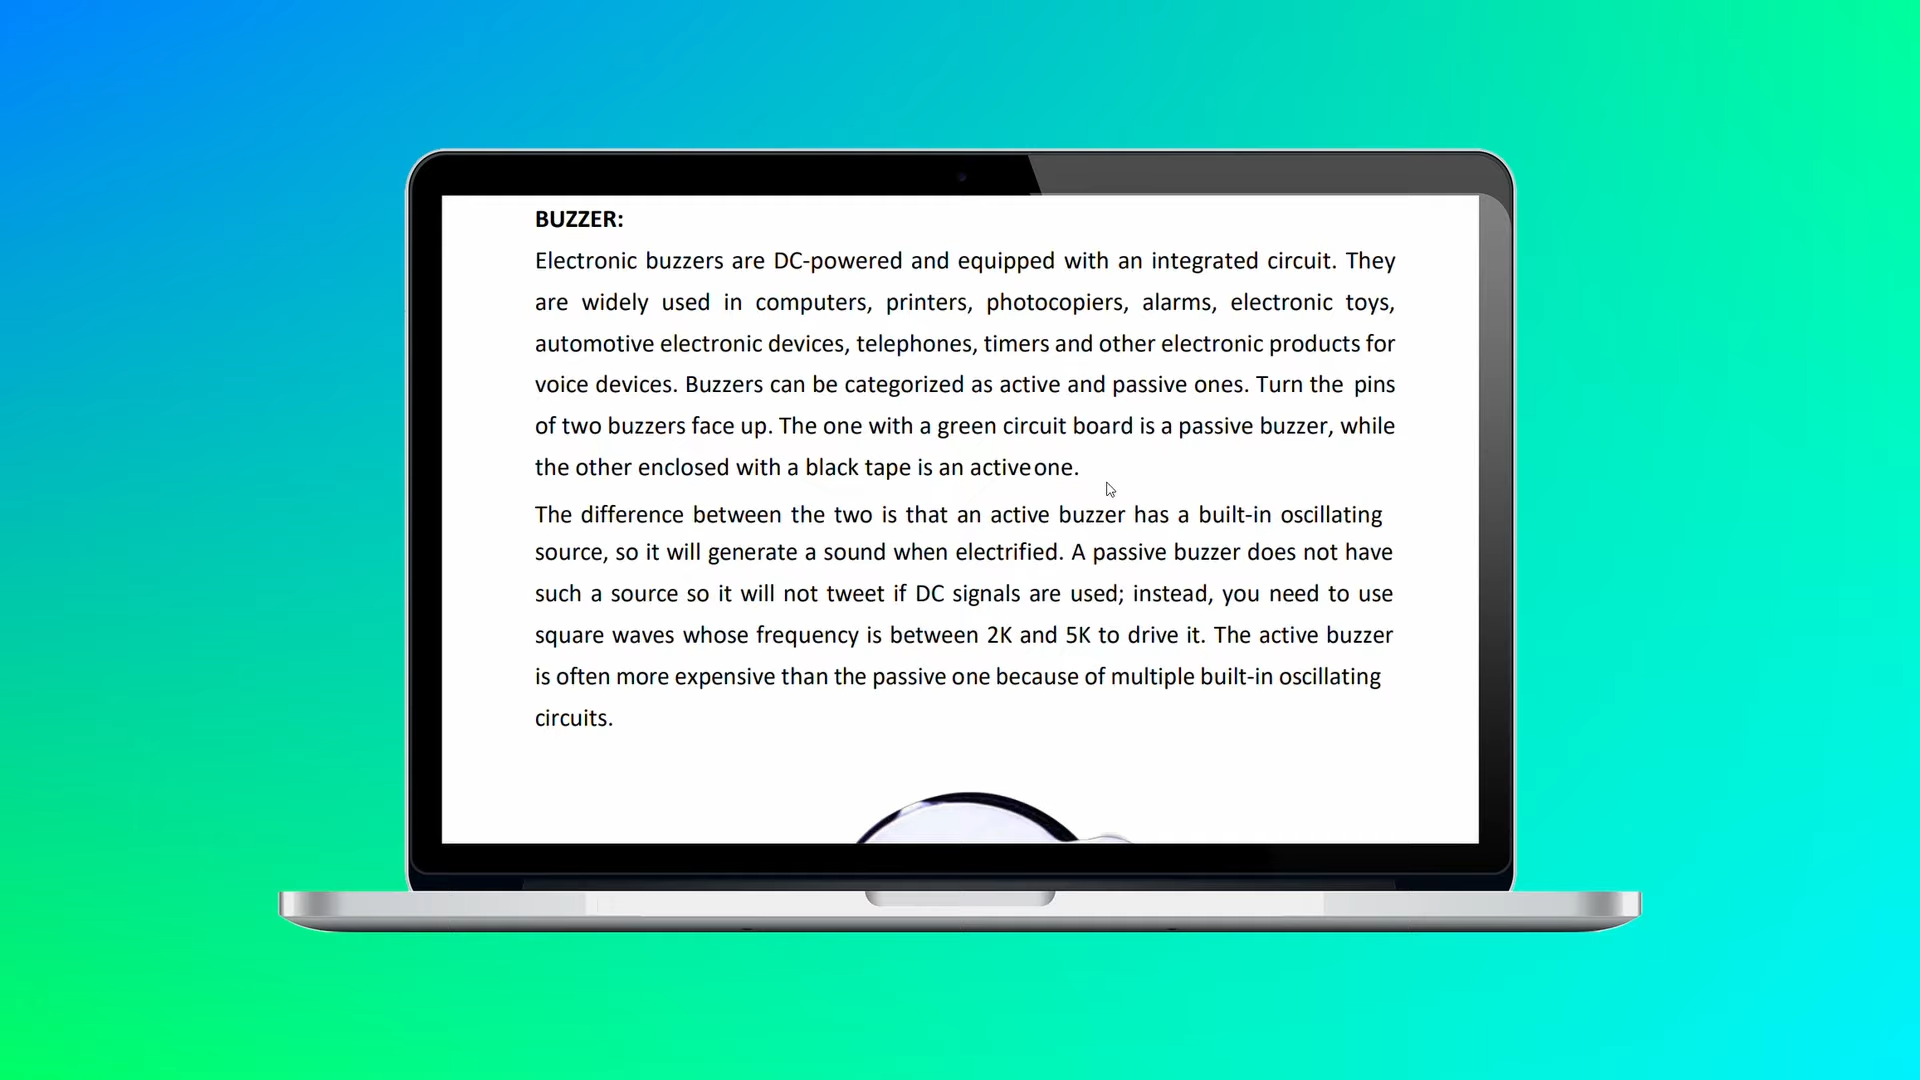 BUZZER:
Electronic buzzers are DC-powered and equipped with an integrated circuit. They
are widely used in computers, printers, photocopiers, alarms, electronic toys,
automotive electronic devices, telephones, timers and other electronic products for
voice devices. Buzzers can be categorized as active and passive ones. Turn the pins
of two buzzers face up. The one with a green circuit board is a passive buzzer, while
the other enclosed with a black tape is an active one.
The difference between the two is that an active buzzer has a built-in oscillating
source, so it will generate a sound when electrified. A passive buzzer does not have
such a source so it will not tweet if DC signals are used; instead, you need to use
square waves whose frequency is between 2K and 5K to drive it. The active buzzer
is often more expensive than the passive one because of multiple built-in oscillating
circuits.